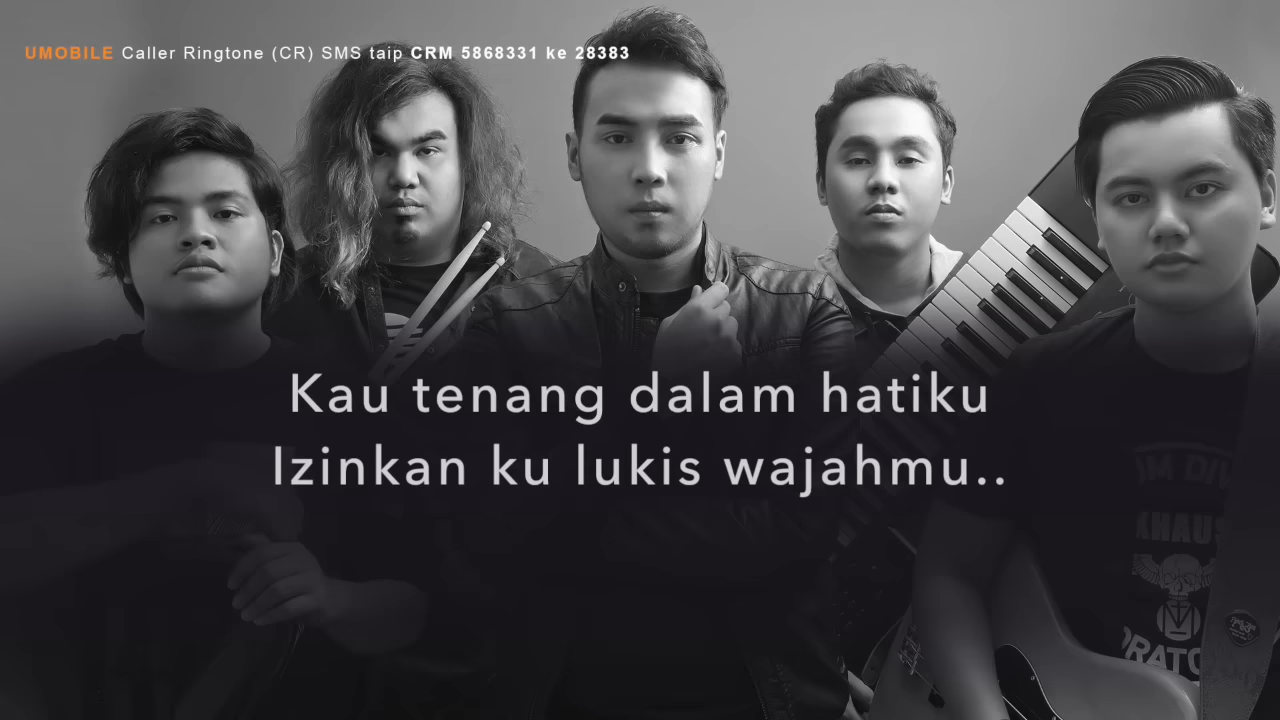 UMOBILE Caller Ringtone (CR) SMS taip CRM 5868331 ke 28383
Kau tenang dalam hatiku
Izinkan ku lukis wajahmu..